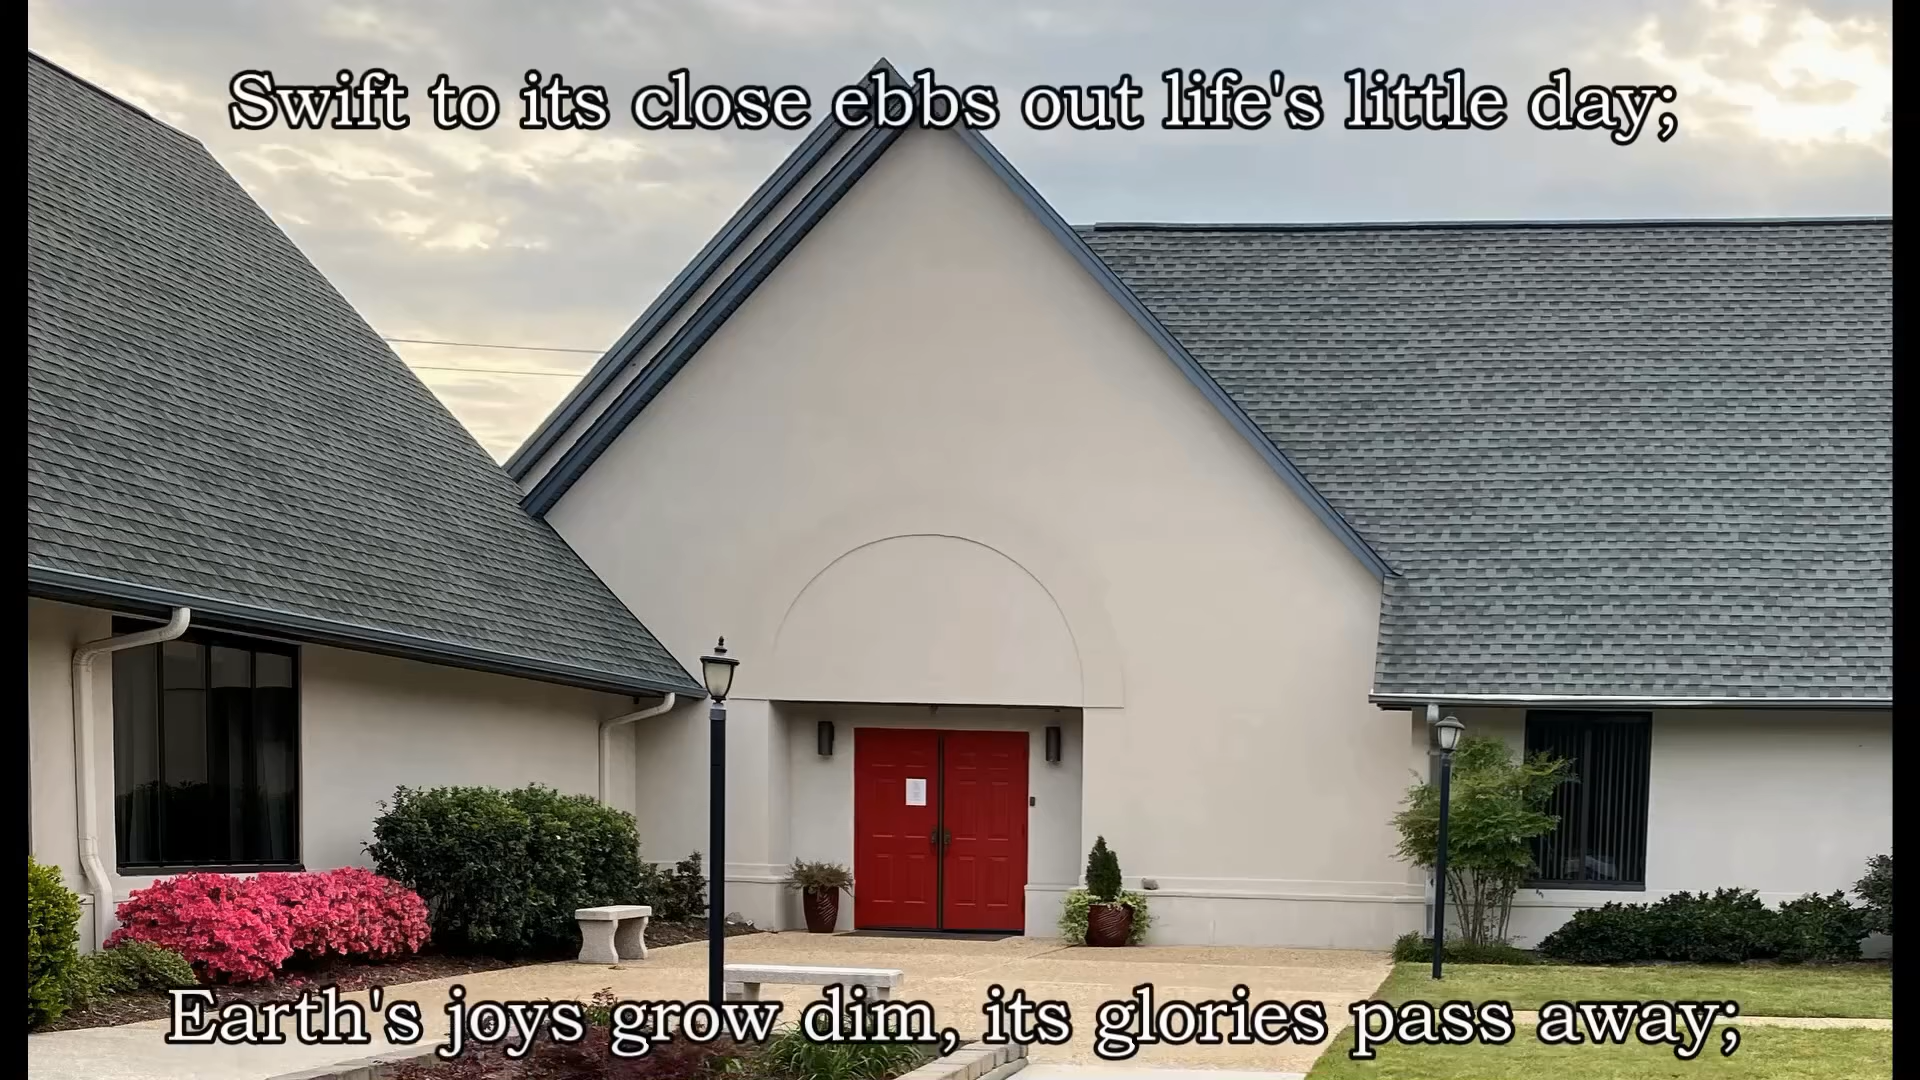 Swift to its close ebbs out life's little day;
Earth's joys grow dim, its glories pass away;